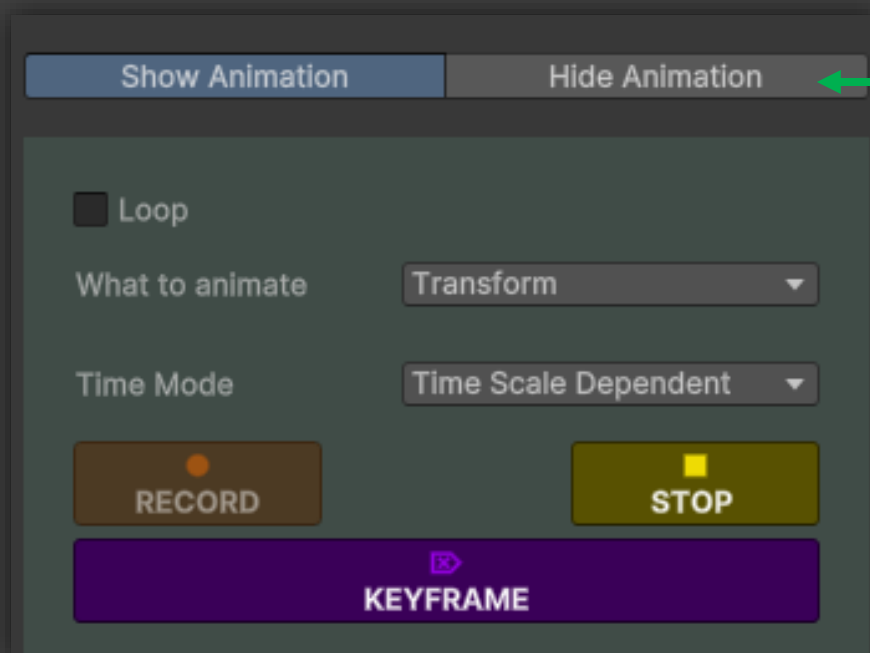 Show Animation Hide Animation
Loop
What to animate Transform
Time Mode Time Scale Dependent
RECORD STOP
KEYFRAME